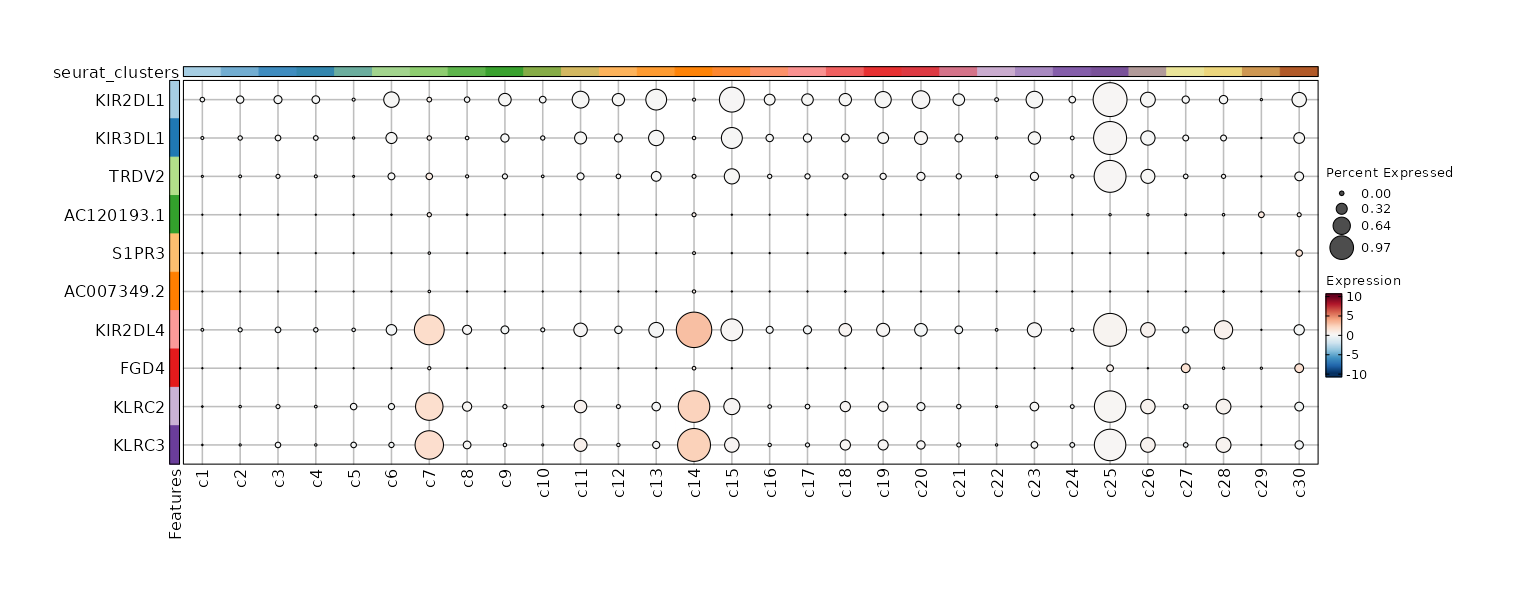 seurat_clusters
KIR2DL1
KIR3DL1
TRDV2
AC120193.1
S1PR3
AC007349.2
KIR2DL4
FGD4
KLRC2
KLRC3
Features
c1 c2 c3 c4 c5 c6 c7 c8 c9 c10 c11 c12 c13 c14 c15 c16 c17 c18 c19 c20 c21 c22 c23 c24 c25 c26 c27 c28 c29 c30
Percent Expressed
0.00
0.32
0.64
0.97
Expression
10
5
0
-5
-10